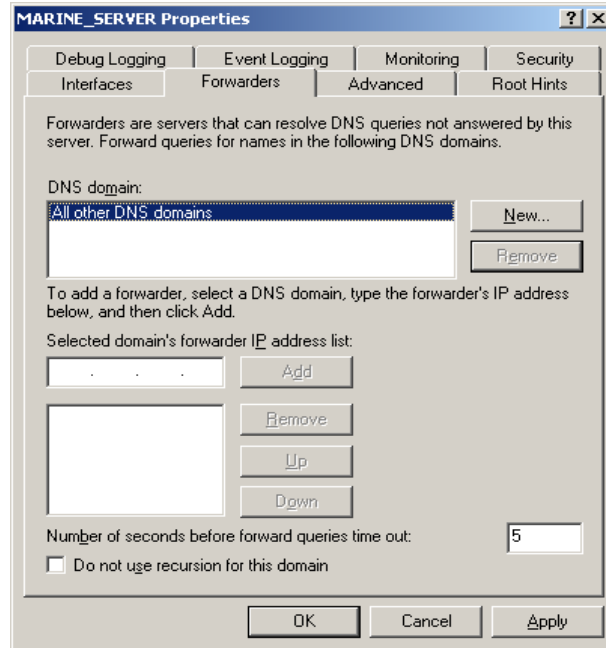 MARINE_SERVER Properties
Debug Logging Event Logging Monitoring Security
Interfaces Forwarders Advanced Root Hints
Forwarders are servers that can resolve DNS queries not answered by this
server. Forward queries for names in the following DNS domains.
DNS domain:
All other DNS domains
New...
Remove
To add a forwarder, select a DNS domain, type the forwarder's IP address
below, and then click Add.
Selected domain's forwarder IP address list:
. . . Add
Remove
Up
Down
Number of seconds before forward queries time out: 5
Do not use recursion for this domain
OK Cancel Apply